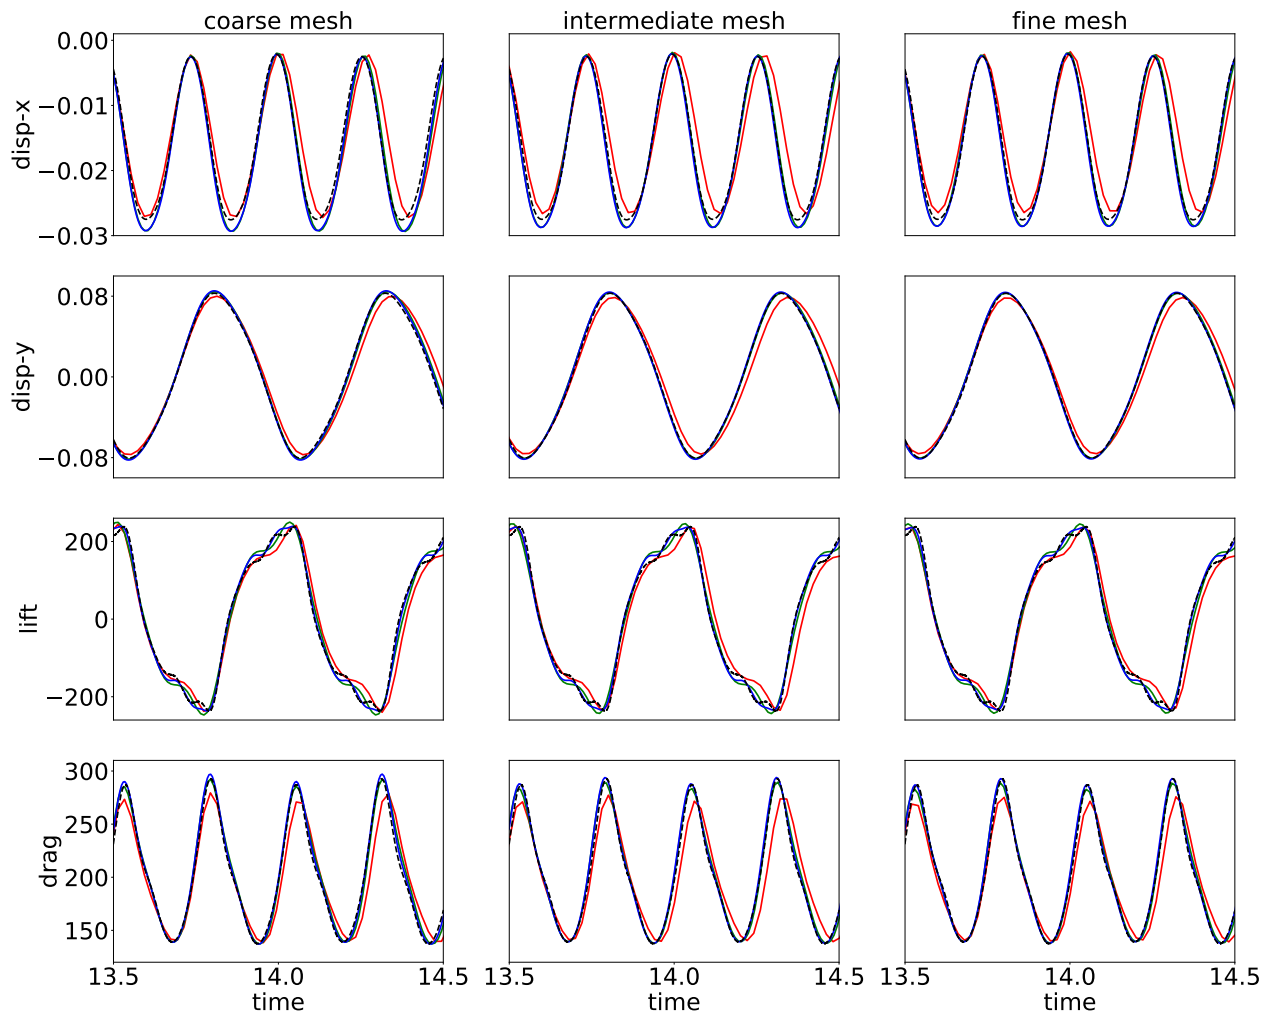 coarse mesh intermediate mesh fine mesh
disp-x
0.00
−0.01
−0.02
−0.03
disp-y
0.08
0.00
−0.08
lift
200
0
−200
drag
300
250
200
150
13.5 14.0 14.5 13.5 14.0 14.5 13.5 14.0 14.5
time time time